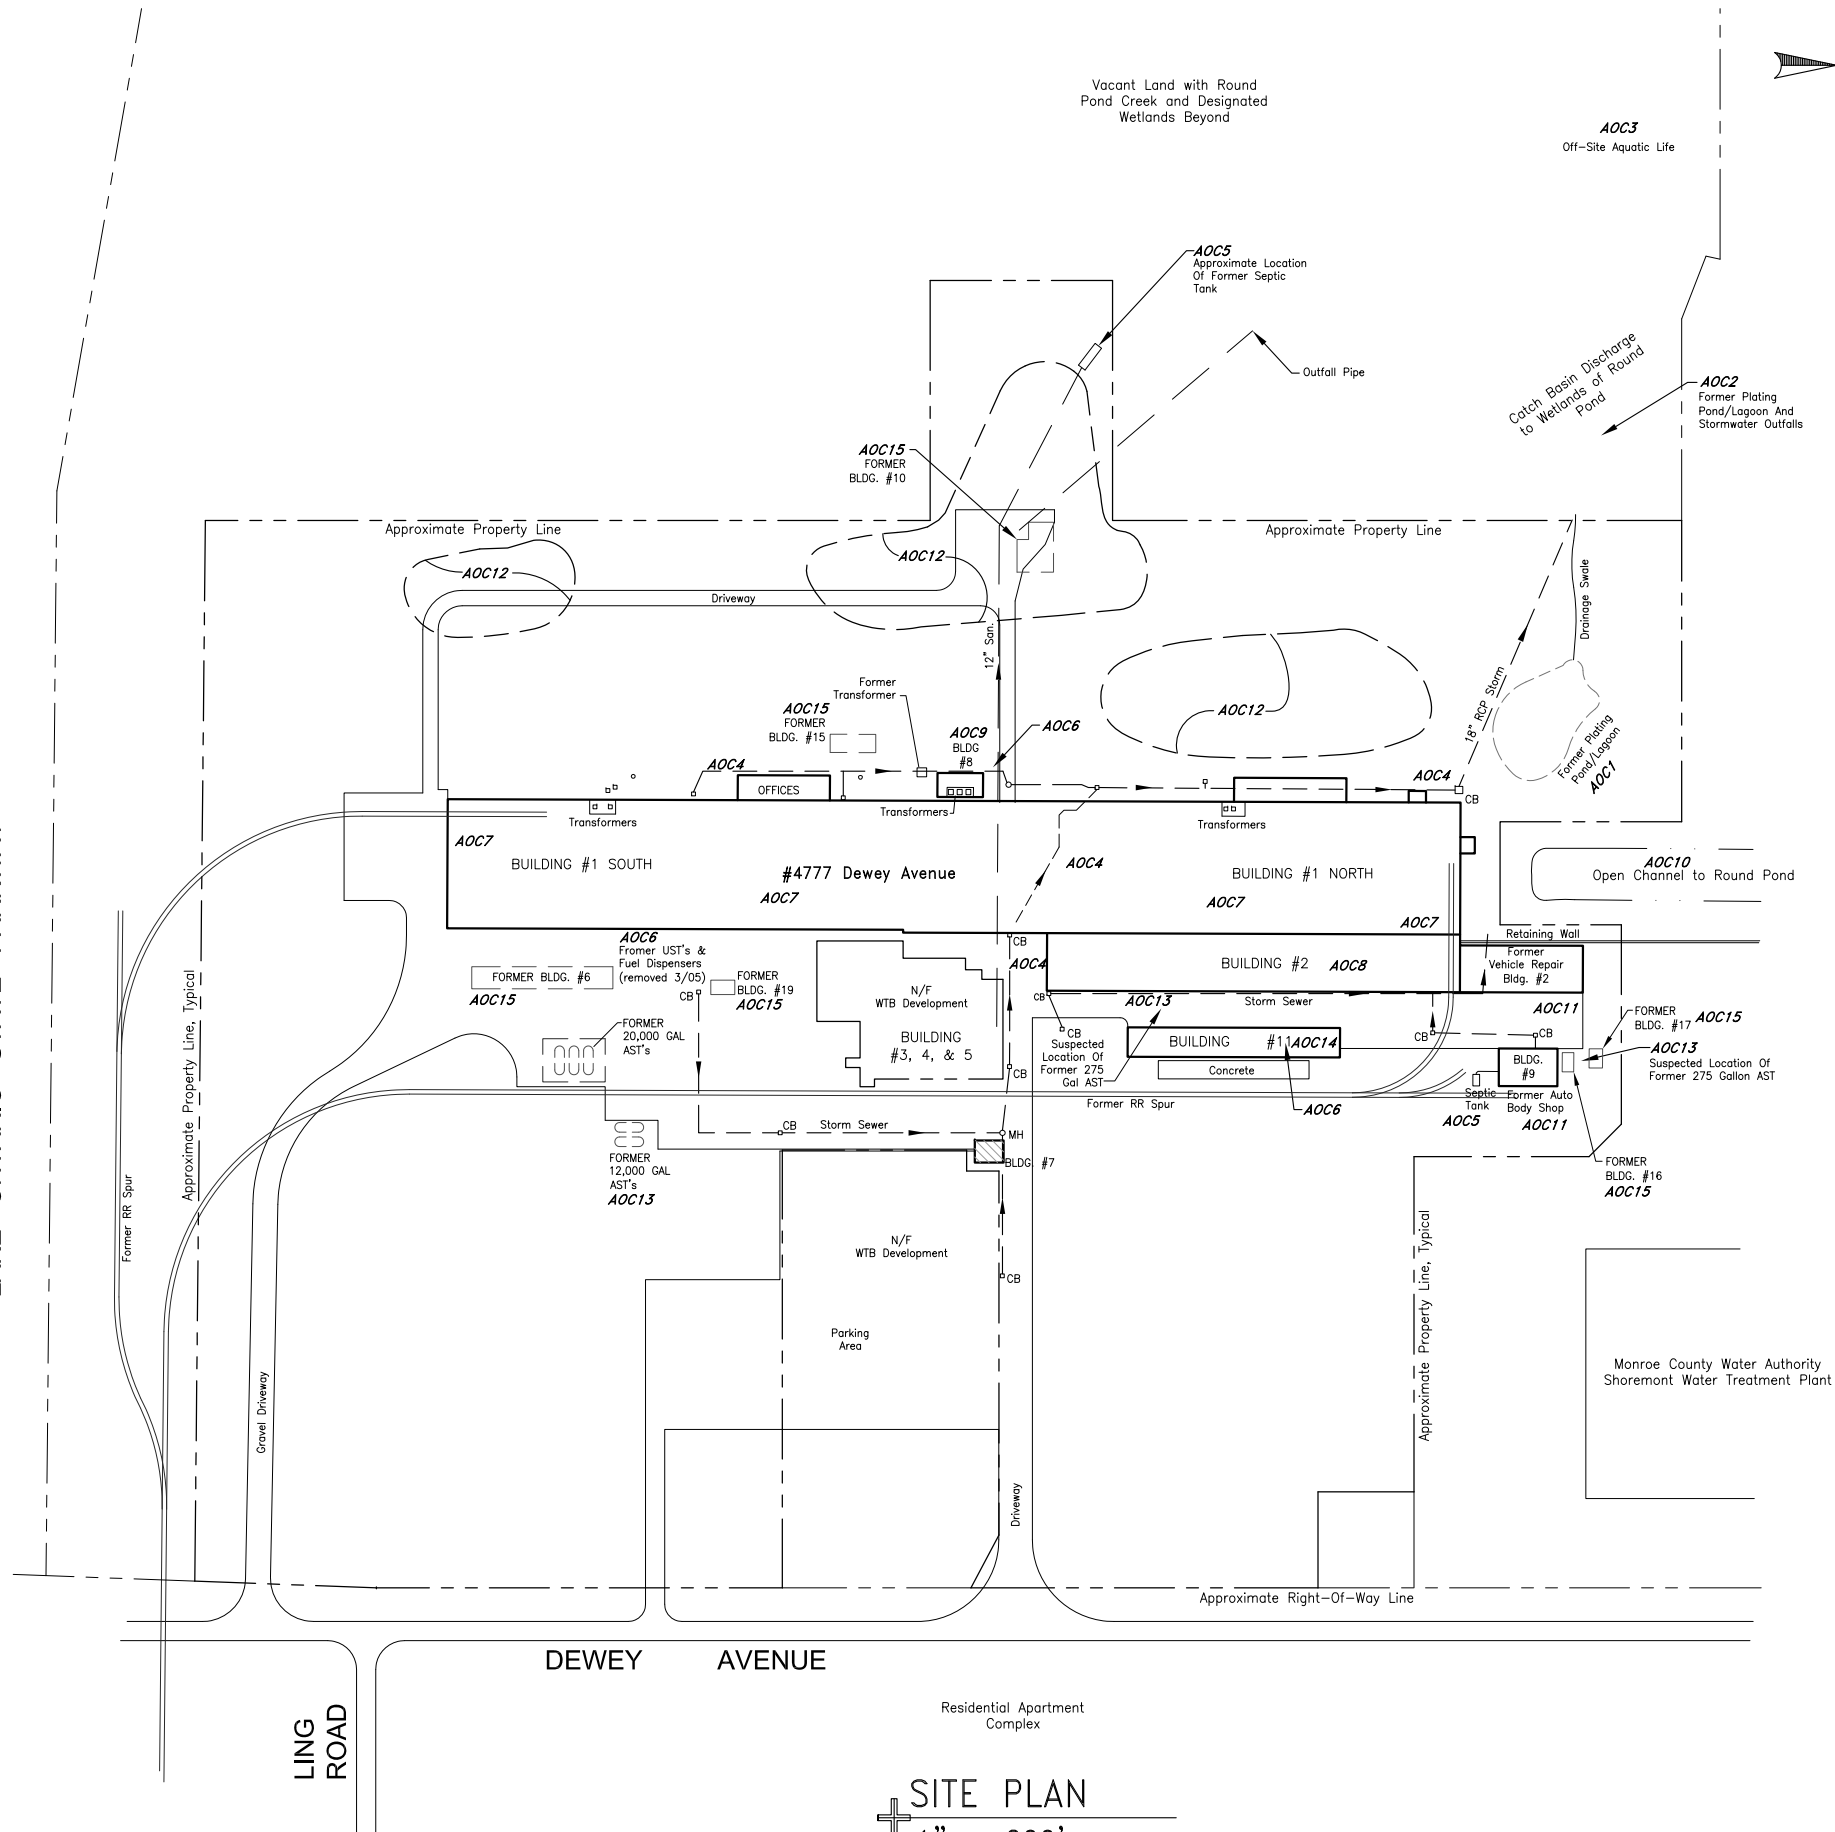 Vacant Land with Round
Pond Creek and Designated
Wetlands Beyond
AOC3
Off-Site Aquatic Life
AOC5
Approximate Location
Of Former Septic
Tank
Outfall Pipe
Catch Basin Discharge
to Wetlands of Round
Pond
AOC2
Former Plating
Pond/Lagoon And
Stormwater Outfalls
AOC15
FORMER
BLDG. #10
Approximate Property Line
Approximate Property Line
AOC12
AOC12
Driveway
12" San.
Drainage Swale
18" RCP Storm
Former
Transformer
AOC15
FORMER
BLDG. #15
AOC9
BLDG
#8
AOC6
AOC12
Former Plating
Pond/Lagoon
AOC1
AOC4
OFFICES
AOC4
CB
Transformers
Transformers
Transformers
AOC7
BUILDING #1 SOUTH
#4777 Dewey Avenue
AOC7
AOC4
BUILDING #1 NORTH
AOC7
AOC7
AOC10
Open Channel to Round Pond
Retaining Wall
AOC6
Fromer UST's &
Fuel Dispensers
(removed 3/05)
FORMER BLDG. #6
AOC15
CB
FORMER
BLDG. #19
AOC15
N/F
WTB Development
BUILDING
#3, 4, & 5
CB
AOC4
CB
BUILDING #2
AOC8
Former
Vehicle Repair
Bldg. #2
AOC13
Storm Sewer
AOC11
CB
Suspected
Location Of
Former 275
Gal AST
BUILDING #11
AOC14
Concrete
CB
CB
FORMER
BLDG. #17
AOC15
AOC13
Suspected Location Of
Former 275 Gallon AST
BLDG.
#9
Septic
Tank
AOC5
Former Auto
Body Shop
AOC11
FORMER
20,000 GAL
AST's
CB
Former RR Spur
AOC6
CB
Storm Sewer
MH
BLDG. #7
FORMER
12,000 GAL
AST's
AOC13
FORMER
BLDG. #16
AOC15
Approximate Property Line, Typical
Former RR Spur
N/F
WTB Development
CB
Parking
Area
Approximate Property Line, Typical
Monroe County Water Authority
Shoremont Water Treatment Plant
Gravel Driveway
Driveway
Approximate Right-Of-Way Line
DEWEY AVENUE
LING
ROAD
Residential Apartment
Complex
SITE PLAN